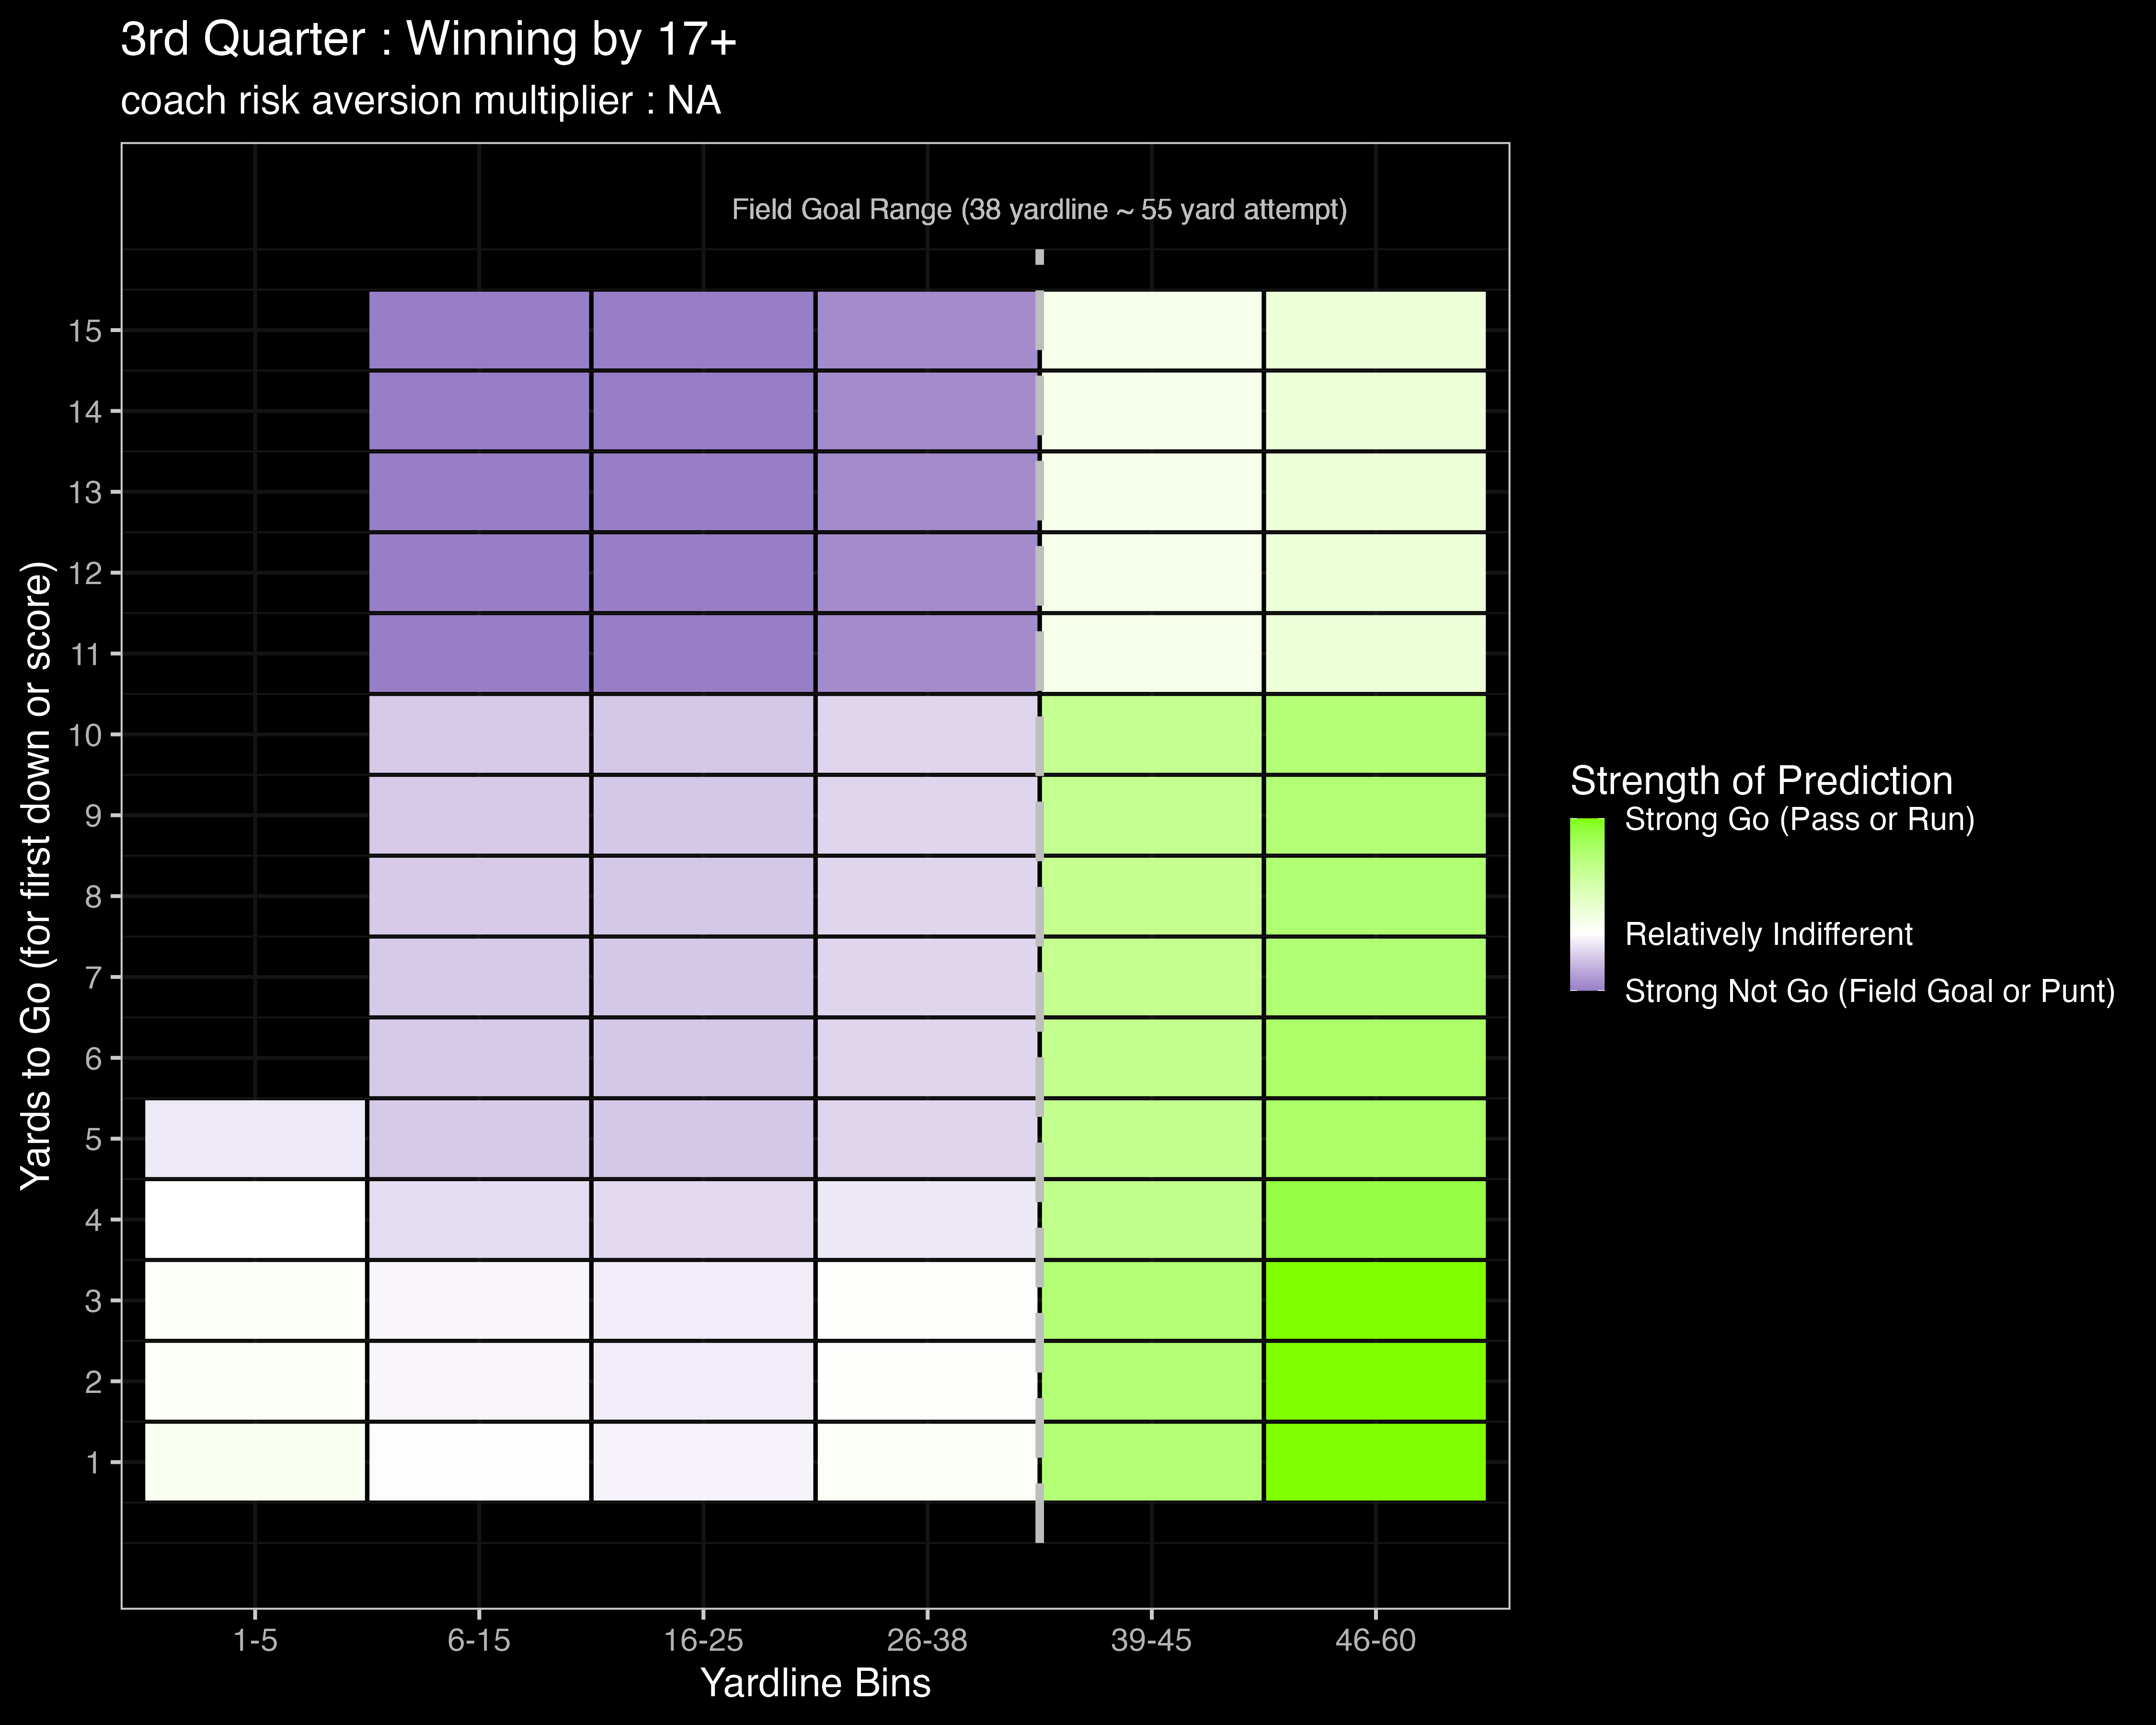 3rd Quarter : Winning by 17+
coach risk aversion multiplier : NA
Field Goal Range (38 yardline ~ 55 yard attempt)
Yards to Go (for first down or score)
15
14
13
12
11
10
9
8
7
6
5
4
3
2
1
1-5
6-15
16-25
26-38
39-45
46-60
Yardline Bins
Strength of Prediction
Strong Go (Pass or Run)
Relatively Indifferent
Strong Not Go (Field Goal or Punt)